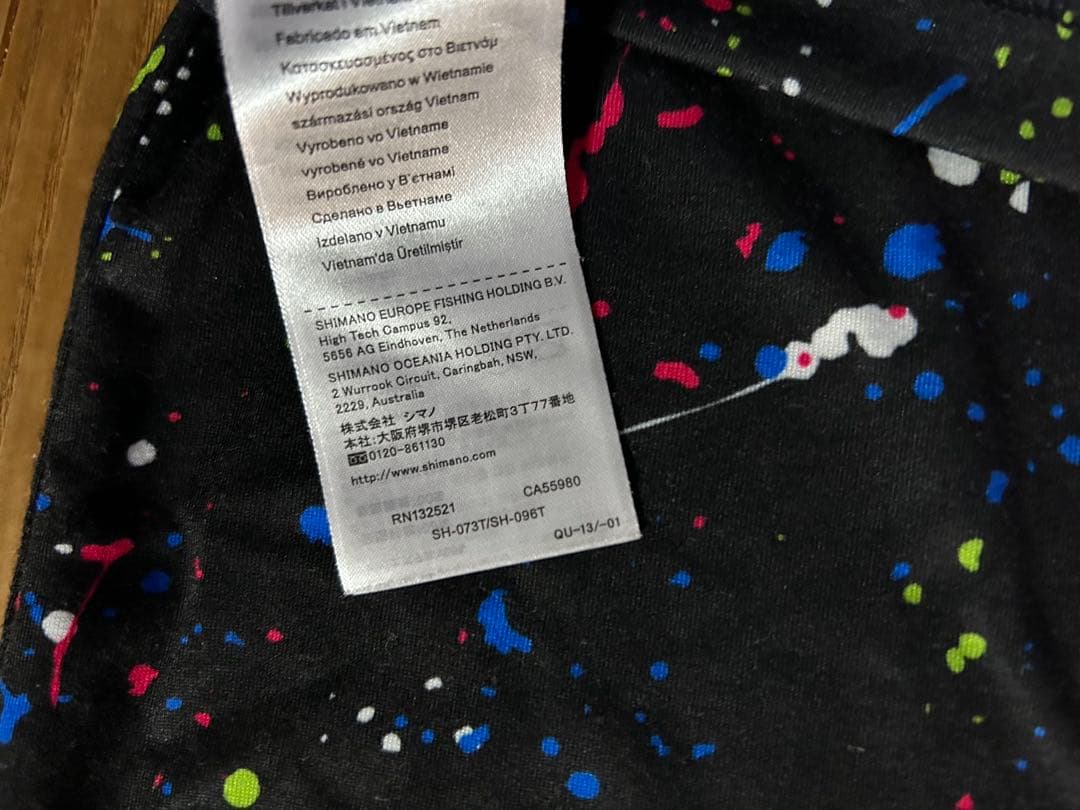 Tillverkat i Vietnam
Fabricado em Vietnam
Κατασκευασμένος στο Βιετνάμ
Wyprodukowano w Wietnamie
származási ország Vietnam
Vyrobeno vo Vietname
vyrobené vo Vietname
Вироблено у В'єтнамі
Сделано в Вьетнаме
Izdelano v Vietnamu
Vietnam'da Üretilmiştir
SHIMANO EUROPE FISHING HOLDING B.V.
High Tech Campus 92,
5656 AG Eindhoven, The Netherlands
SHIMANO OCEANIA HOLDING PTY. LTD.
2 Wurrook Circuit, Caringbah, NSW,
2229, Australia
株式会社 シマノ
本社:大阪府堺市堺区老松町3丁77番地
0120-861130
http://www.shimano.com
RN132521 CA55980
SH-073T/SH-096T
QU-13/-01